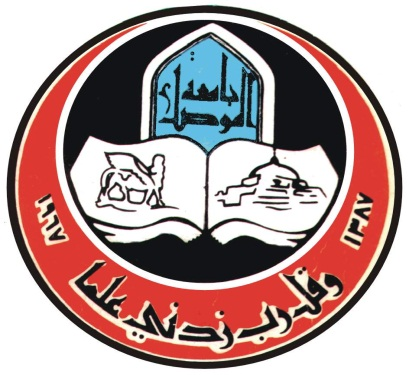 جامعة
الموصل
١٩٦٧
١٣٨٧
وقل رب زدني علما